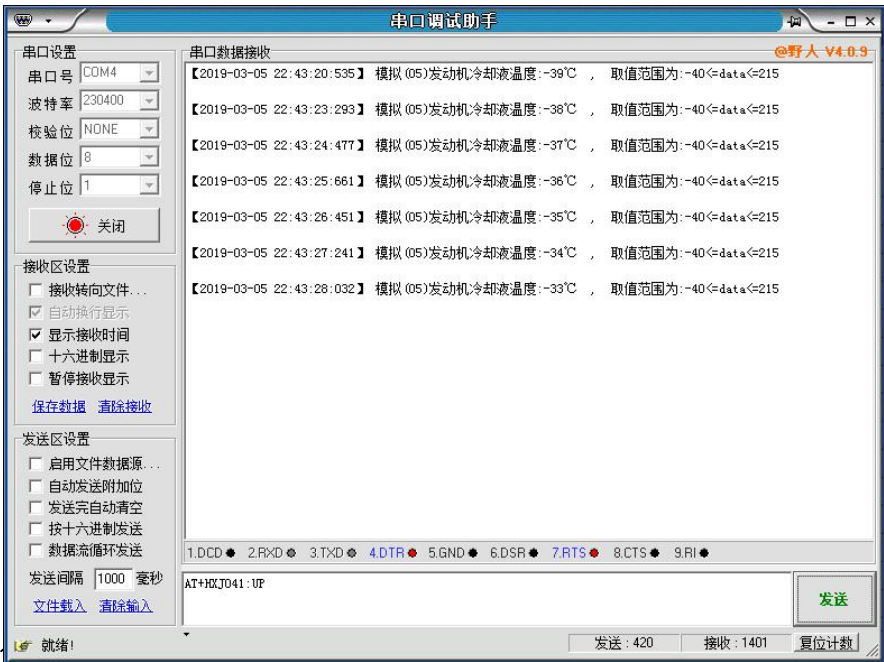 串口调试助手
串口设置
串口号 COM4
波特率 230400
校验位 NONE
数据位 8
停止位 1
关闭
接收区设置
接收转向文件...
自动换行显示
显示接收时间
十六进制显示
暂停接收显示
保存数据 清除接收
发送区设置
启用文件数据源...
自动发送附加位
发送完自动清空
按十六进制发送
数据流循环发送
发送间隔 1000 毫秒
文件载入 清除输入
串口数据接收 @野人 V4.0.9
【2019-03-05 22:43:20:535】 模拟(05)发动机冷却液温度:-39℃ , 取值范围为:-40<=data<=215
【2019-03-05 22:43:23:293】 模拟(05)发动机冷却液温度:-38℃ , 取值范围为:-40<=data<=215
【2019-03-05 22:43:24:477】 模拟(05)发动机冷却液温度:-37℃ , 取值范围为:-40<=data<=215
【2019-03-05 22:43:25:661】 模拟(05)发动机冷却液温度:-36℃ , 取值范围为:-40<=data<=215
【2019-03-05 22:43:26:451】 模拟(05)发动机冷却液温度:-35℃ , 取值范围为:-40<=data<=215
【2019-03-05 22:43:27:241】 模拟(05)发动机冷却液温度:-34℃ , 取值范围为:-40<=data<=215
【2019-03-05 22:43:28:032】 模拟(05)发动机冷却液温度:-33℃ , 取值范围为:-40<=data<=215
1.DCD 2.RXD 3.TXD 4.DTR 5.GND 6.DSR 7.RTS 8.CTS 9.RI
AT+HXJ041:UP
发送
就绪! 发送:420 接收:1401 复位计数